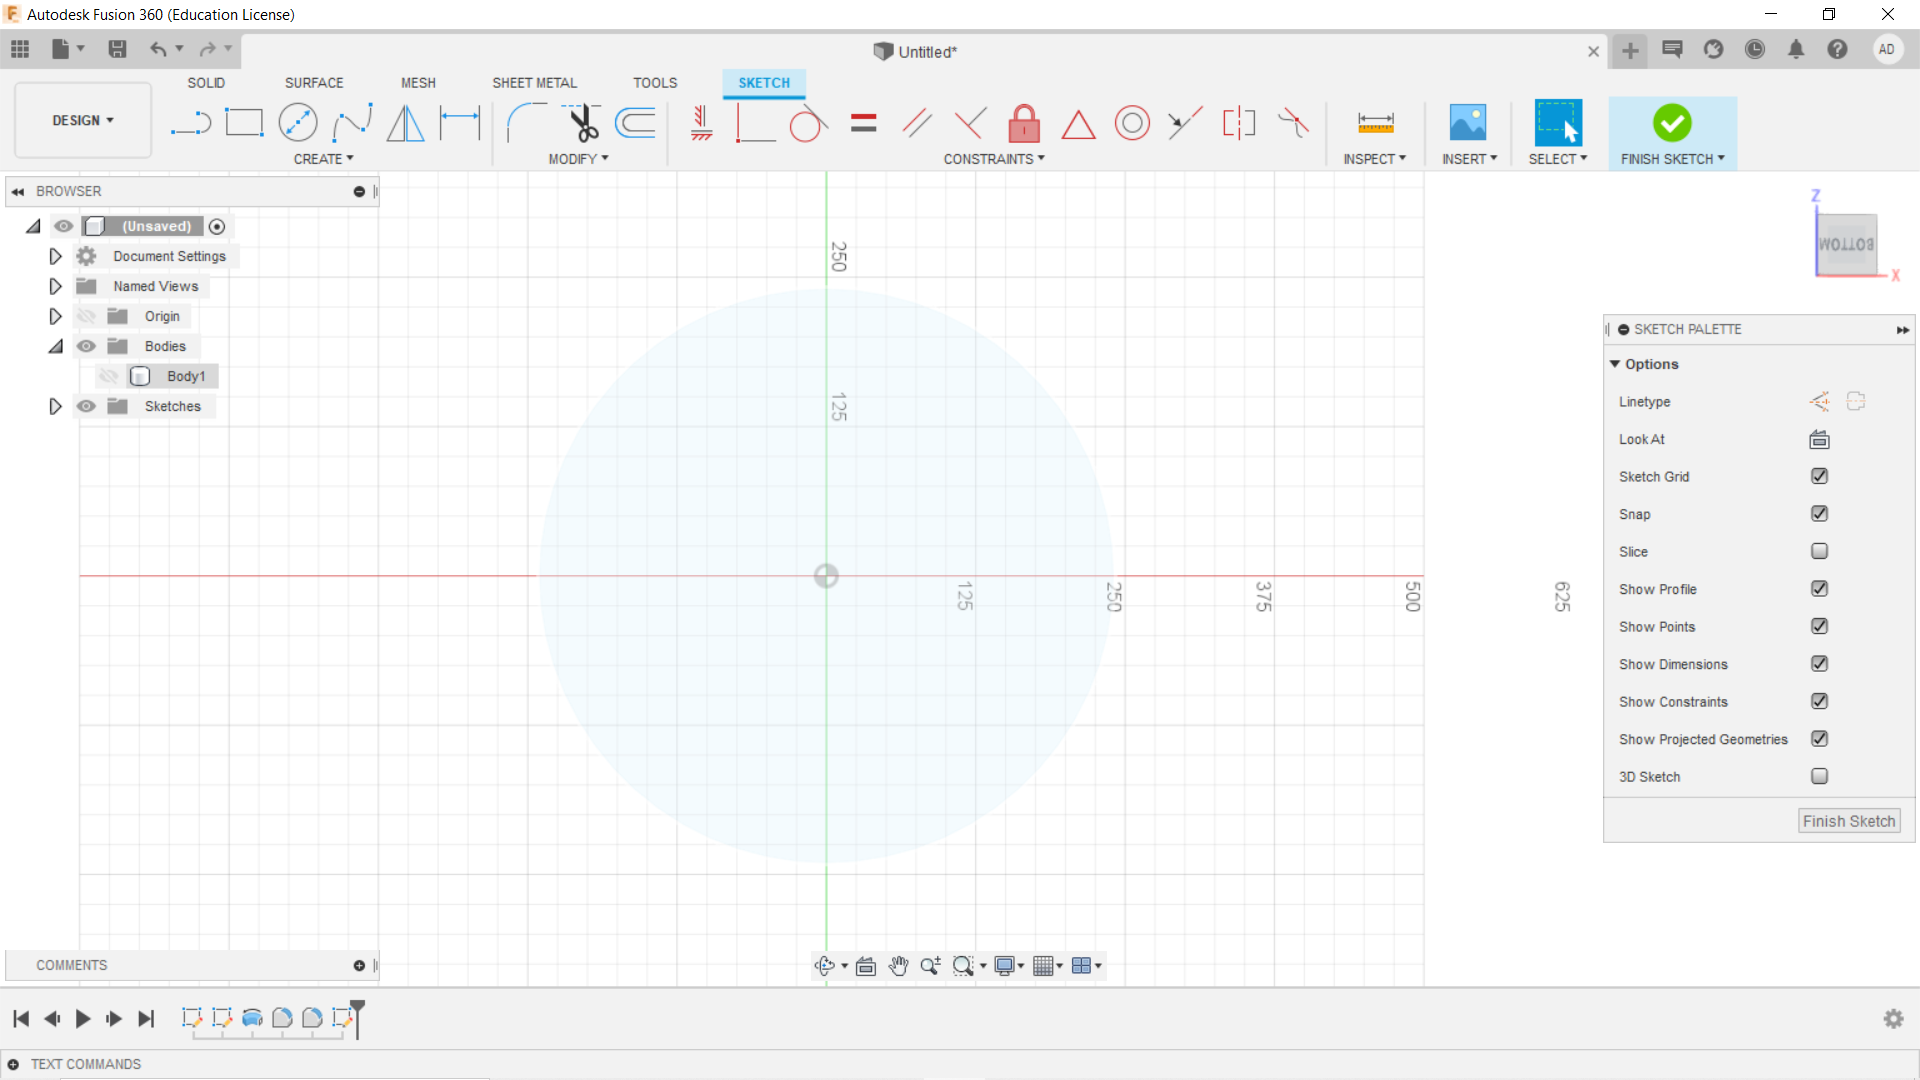 Autodesk Fusion 360 (Education License)
Untitled*
AD
DESIGN
SOLID
SURFACE
MESH
SHEET METAL
TOOLS
SKETCH
CREATE
MODIFY
CONSTRAINTS
INSPECT
INSERT
SELECT
FINISH SKETCH
BROWSER
(Unsaved)
Document Settings
Named Views
Origin
Bodies
Body1
Sketches
250
125
125
250
375
500
625
Z
BOTTOM
X
SKETCH PALETTE
Options
Linetype
Look At
Sketch Grid
Snap
Slice
Show Profile
Show Points
Show Dimensions
Show Constraints
Show Projected Geometries
3D Sketch
Finish Sketch
COMMENTS
TEXT COMMANDS